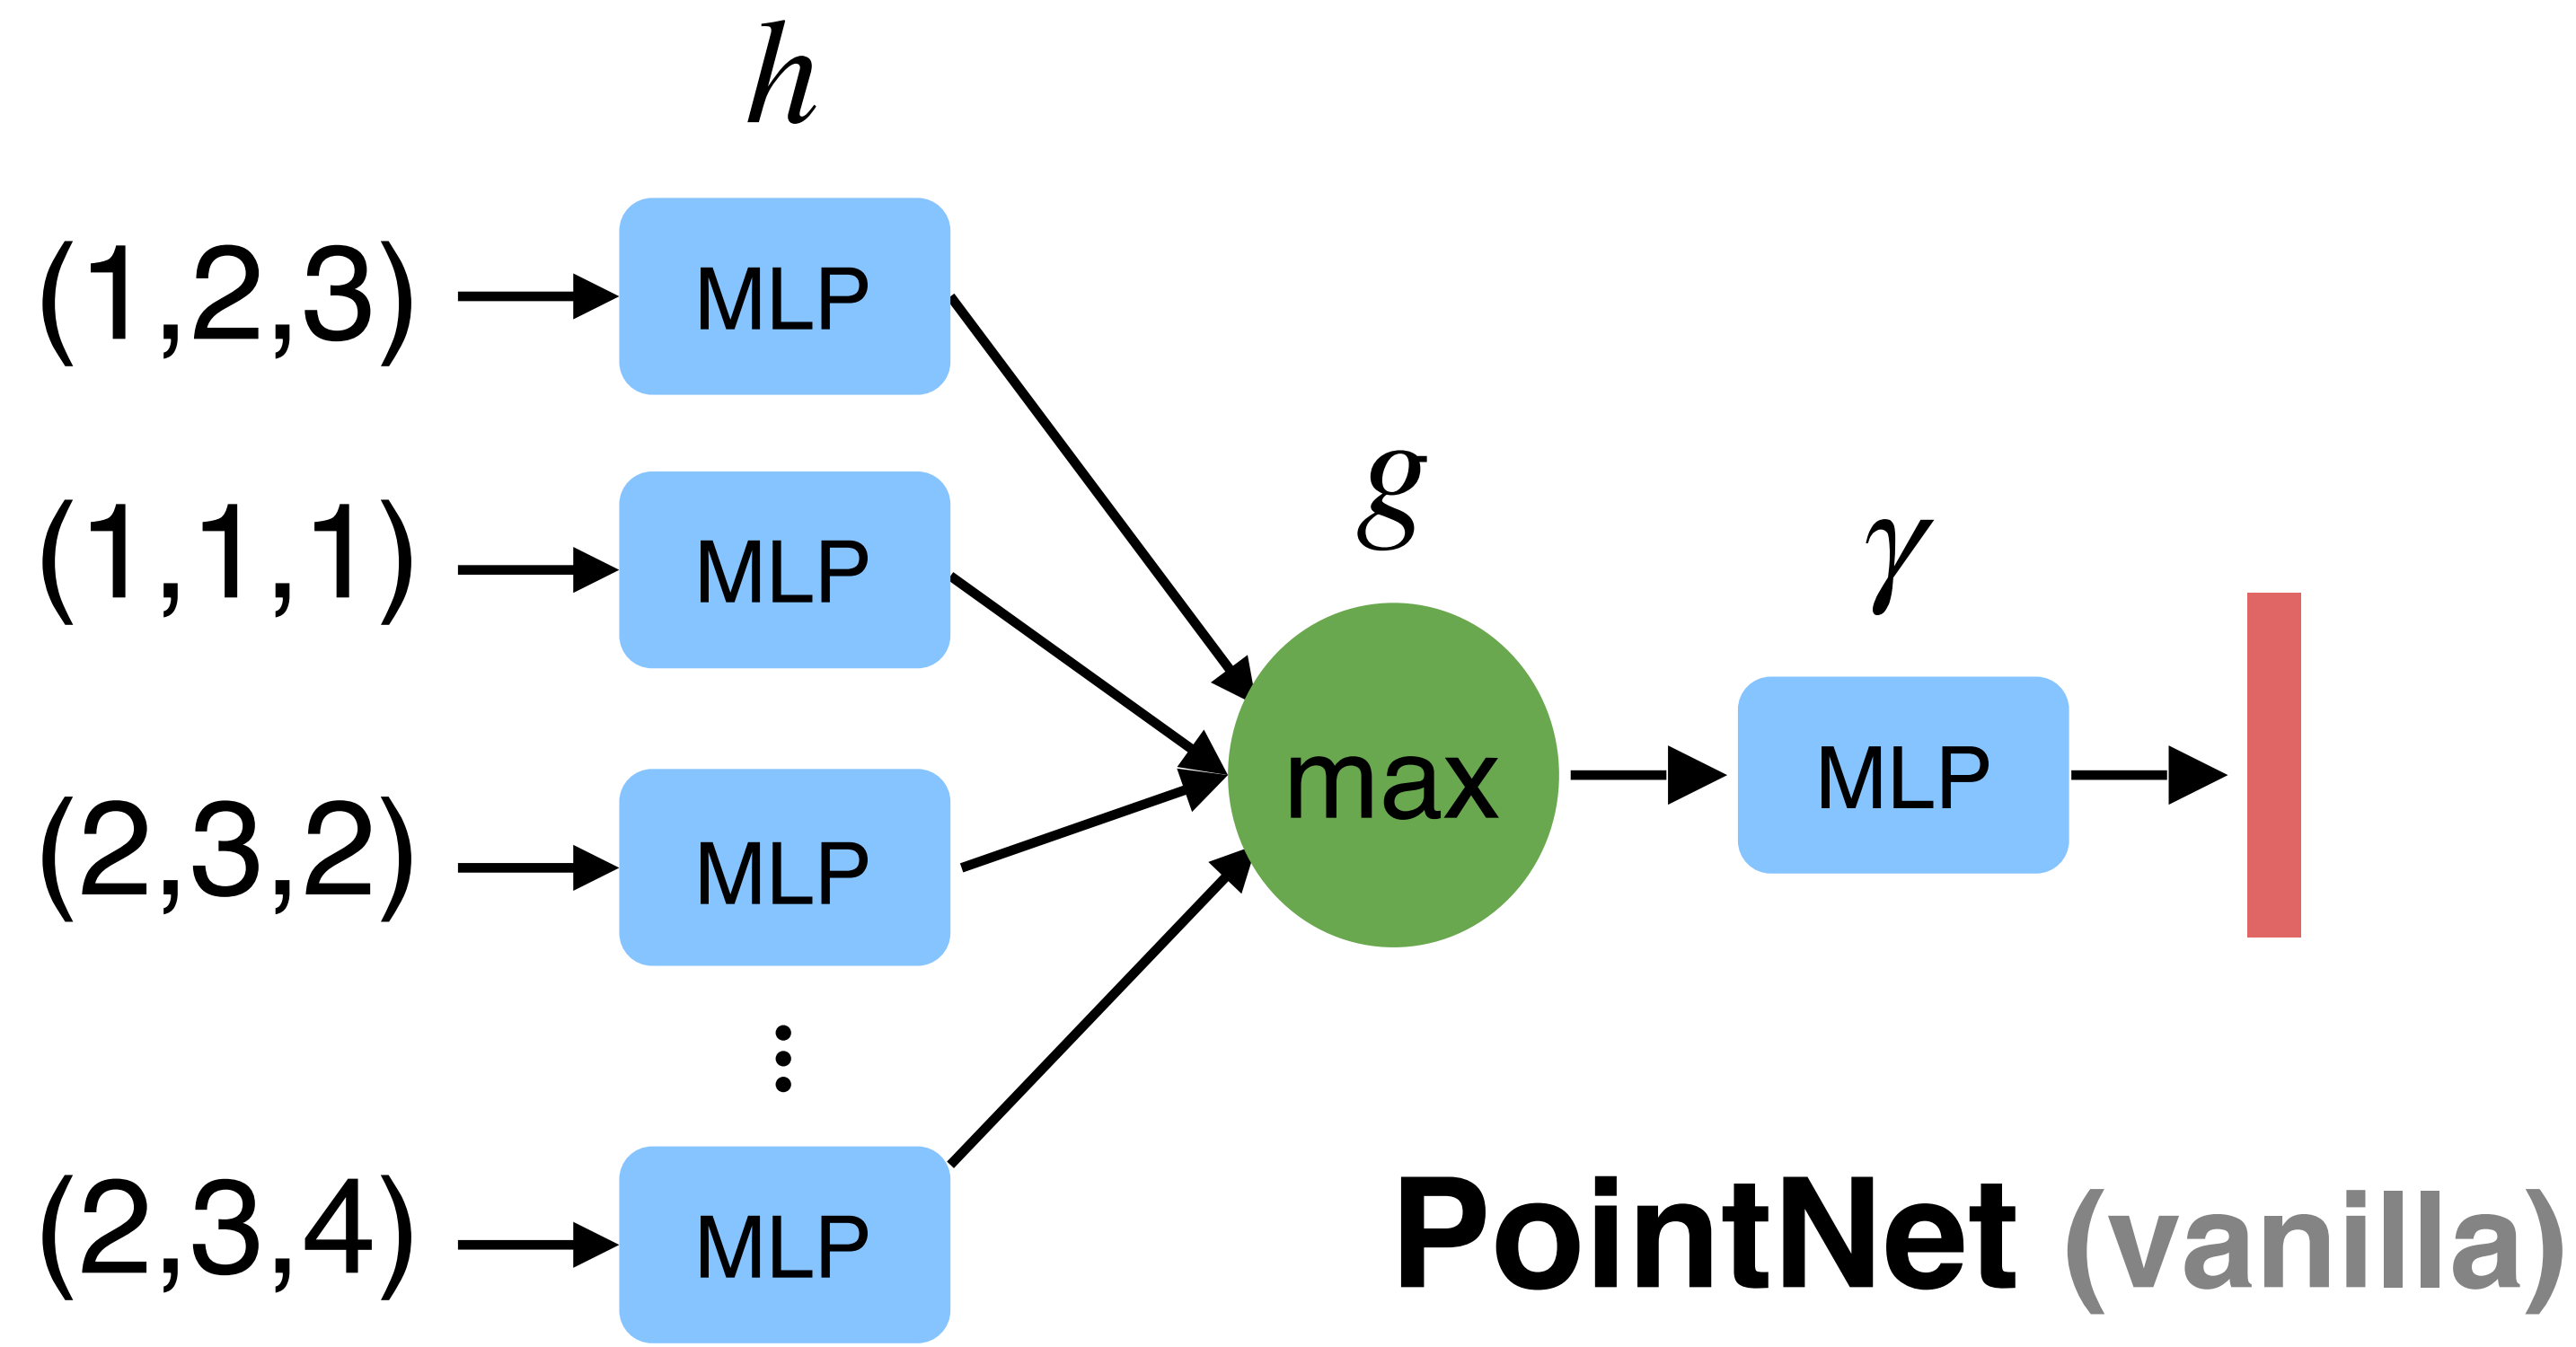 h
(1,2,3) MLP
(1,1,1) MLP
g
γ
(2,3,2) MLP
max
MLP
(2,3,4) MLP
PointNet (vanilla)